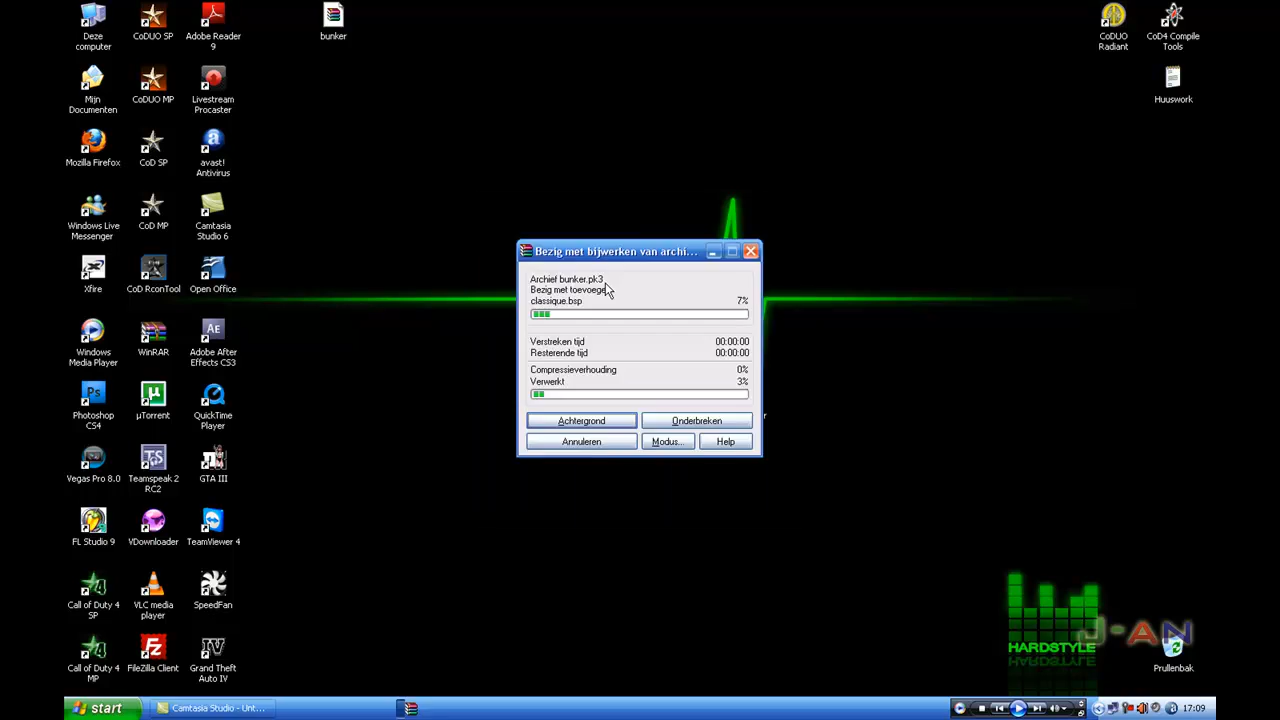 Deze
computer
CoDUO SP
Adobe Reader
9
bunker
CoDUO
Radiant
CoD4 Compile
Tools
Mijn
Documenten
CoDUO MP
Livestream
Procaster
Huuswork
Mozilla Firefox
CoD SP
avast!
Antivirus
Windows Live
Messenger
CoD MP
Camtasia
Studio 6
Xfire
CoD RconTool
Open Office
Windows
Media Player
WinRAR
Adobe After
Effects CS3
Photoshop
CS4
µTorrent
QuickTime
Player
Vegas Pro 8.0
Teamspeak 2
RC2
GTA III
FL Studio 9
VDownloader
TeamViewer 4
Call of Duty 4
SP
VLC media
player
SpeedFan
Call of Duty 4
MP
FileZilla Client
Grand Theft
Auto IV
Bezig met bijwerken van archi...
Archief bunker.pk3
Bezig met toevoege
classique.bsp 7%
Verstreken tijd 00:00:00
Resterende tijd 00:00:00
Compressieverhouding 0%
Verwerkt 3%
Achtergrond Onderbreken
Annuleren Modus... Help
J-AN
HARDSTYLE
Prullenbak
start Camtasia Studio - Unt... 17:09